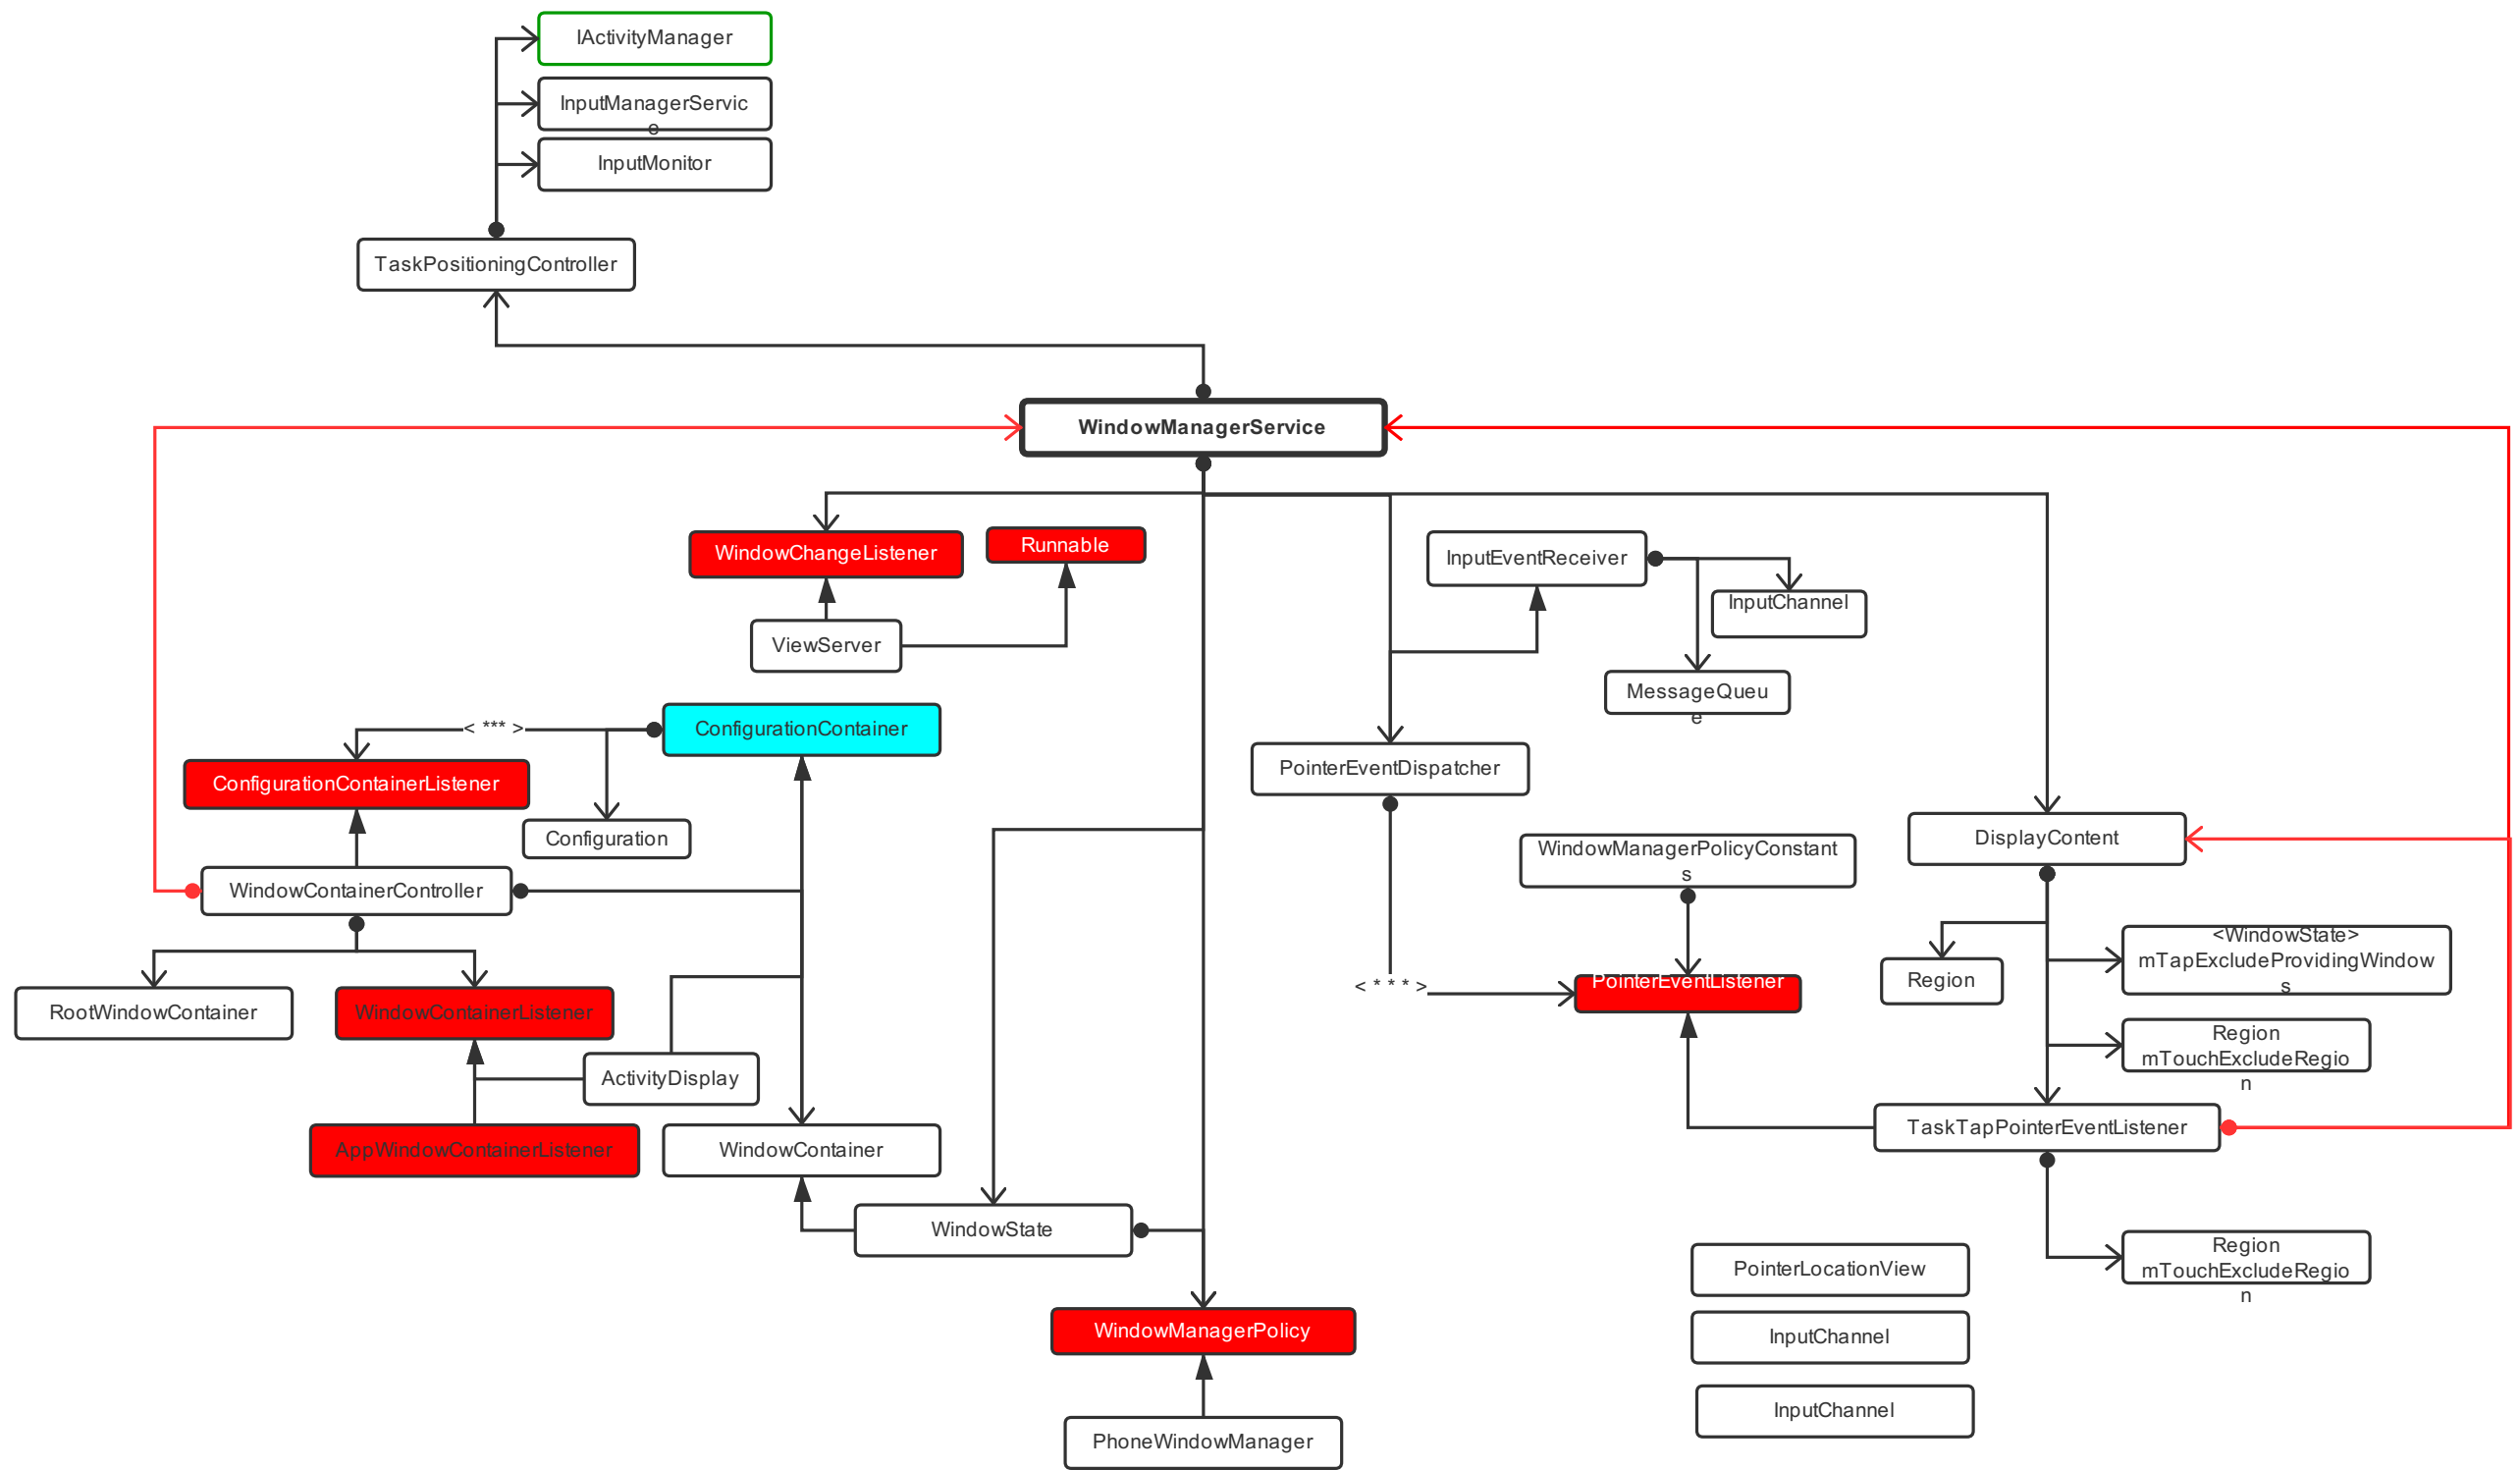 IActivityManager
InputManagerServic
e
InputMonitor
TaskPositioningController
WindowManagerService
WindowChangeListener
Runnable
InputEventReceiver
InputChannel
ViewServer
MessageQueu
e
< *** >
ConfigurationContainer
PointerEventDispatcher
ConfigurationContainerListener
Configuration
WindowManagerPolicyConstant
s
DisplayContent
WindowContainerController
<WindowState>
mTapExcludeProvidingWindow
s
Region
< * * * >
PointerEventListener
RootWindowContainer
WindowContainerListener
Region
mTouchExcludeRegio
n
ActivityDisplay
TaskTapPointerEventListener
AppWindowContainerListener
WindowContainer
WindowState
Region
mTouchExcludeRegio
n
PointerLocationView
WindowManagerPolicy
InputChannel
InputChannel
PhoneWindowManager